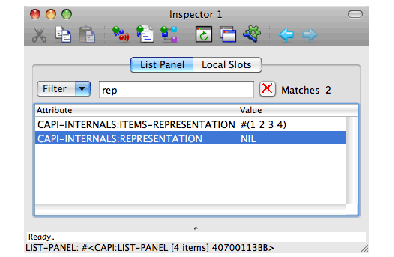 Inspector 1
List Panel Local Slots
Filter rep Matches 2
Attribute Value
CAPI-INTERNALS:ITEMS-REPRESENTATION #(1 2 3 4)
CAPI-INTERNALS:REPRESENTATION NIL
Ready.
LIST-PANEL: #<CAPI:LIST-PANEL [4 items] 407001138B>